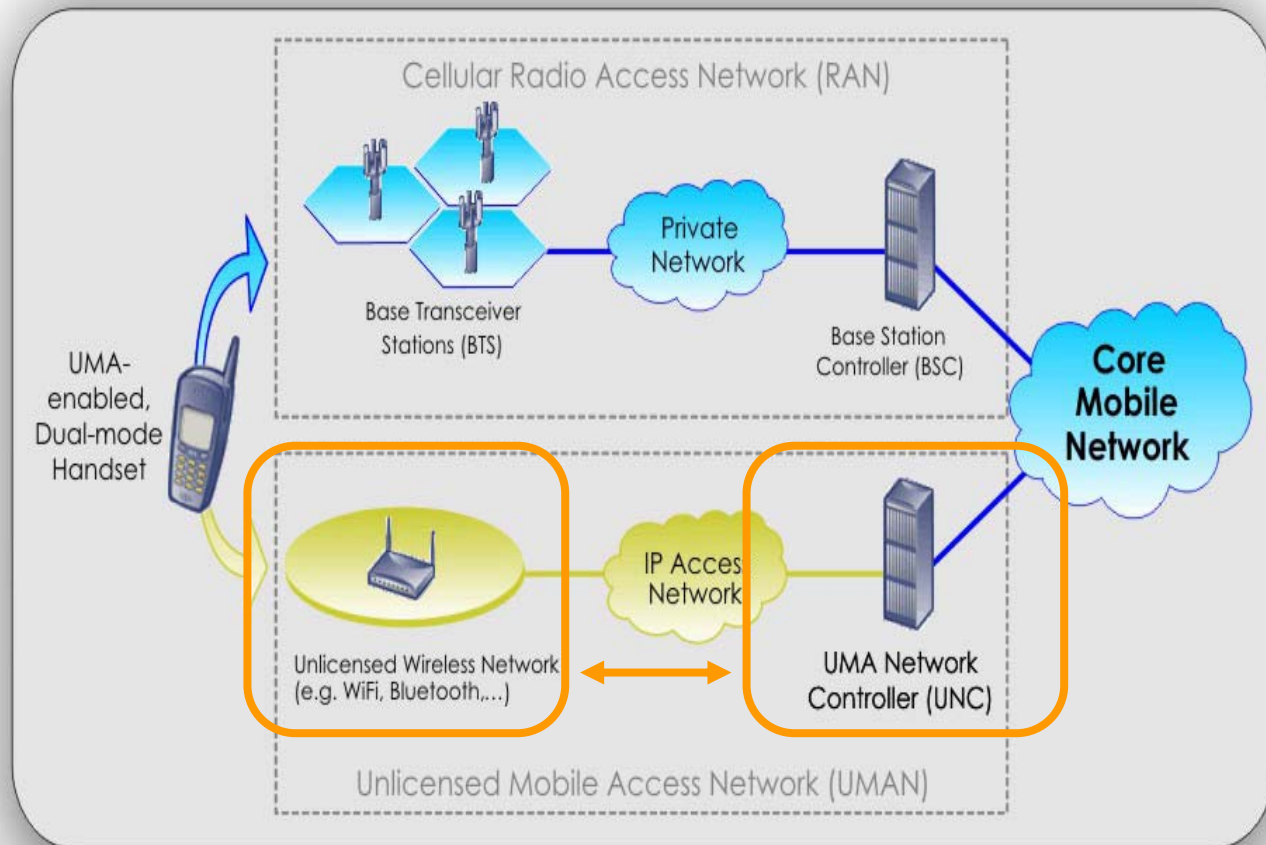 Cellular Radio Access Network (RAN)
Private
Network
Base Transceiver
Stations (BTS)
Base Station
Controller (BSC)
UMA-
enabled,
Dual-mode
Handset
Core
Mobile
Network
IP Access
Network
Unlicensed Wireless Network
(e.g. WiFi, Bluetooth,...)
UMA Network
Controller (UNC)
Unlicensed Mobile Access Network (UMAN)